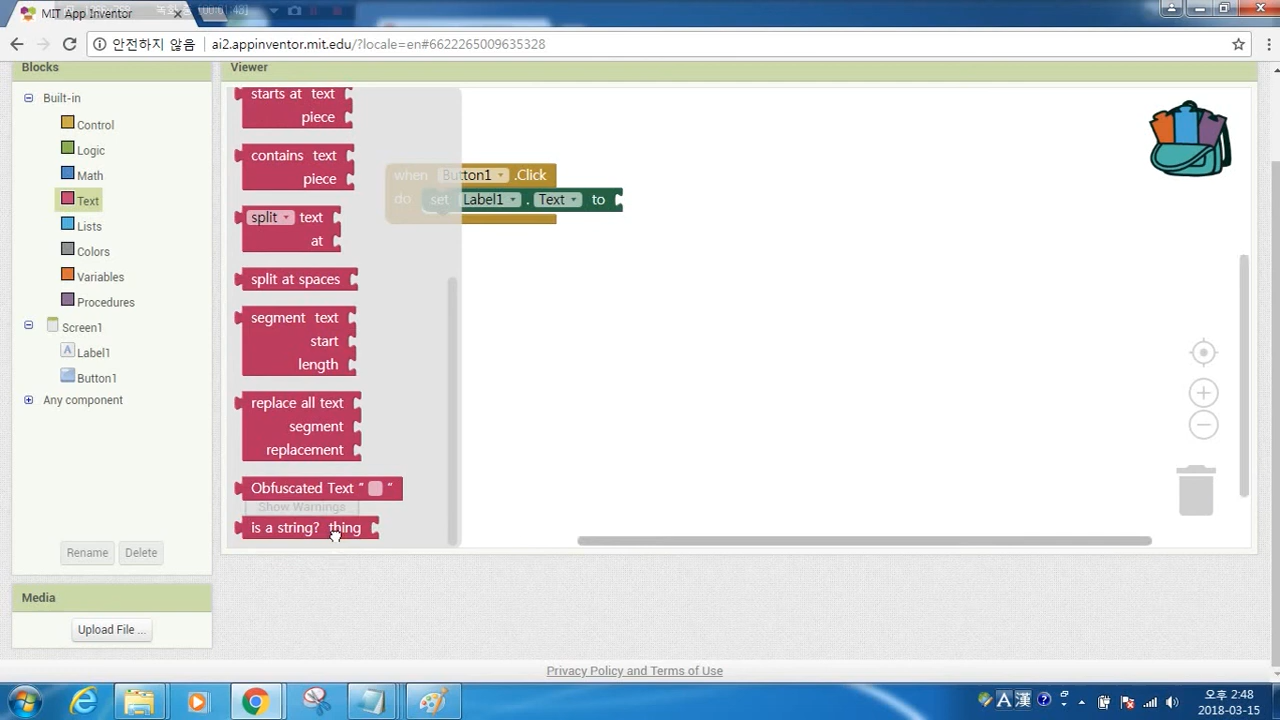 MIT App Inventor
안전하지 않음
ai2.appinventor.mit.edu/?locale=en#6622265009635328
Blocks
Viewer
Built-in
Control
Logic
Math
Text
Lists
Colors
Variables
Procedures
Screen1
Label1
Button1
Any component
Rename
Delete
Media
Upload File ...
starts at text
piece
contains text
piece
split text
at
split at spaces
segment text
start
length
replace all text
segment
replacement
Obfuscated Text “ ”
Show Warnings
is a string? thing
when Button1 .Click
do set Label1 . Text to
Privacy Policy and Terms of Use
A 漢
오후 2:48
2018-03-15